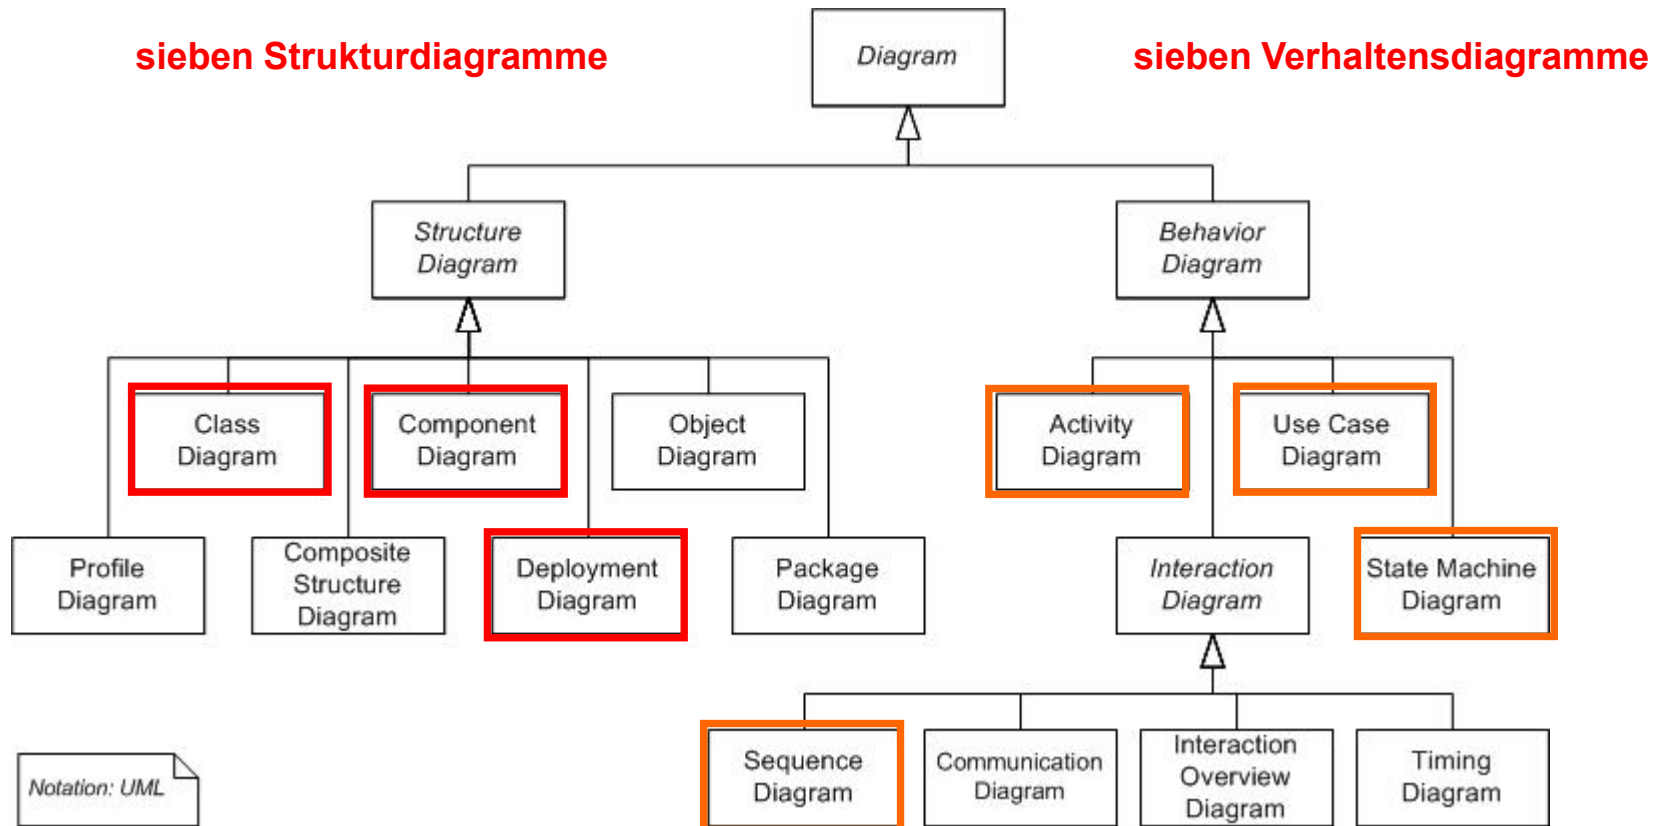 sieben Strukturdiagramme
Diagram
sieben Verhaltensdiagramme
Structure
Diagram
Behavior
Diagram
Class
Diagram
Component
Diagram
Object
Diagram
Activity
Diagram
Use Case
Diagram
Profile
Diagram
Composite
Structure
Diagram
Deployment
Diagram
Package
Diagram
Interaction
Diagram
State Machine
Diagram
Notation: UML
Sequence
Diagram
Communication
Diagram
Interaction
Overview
Diagram
Timing
Diagram